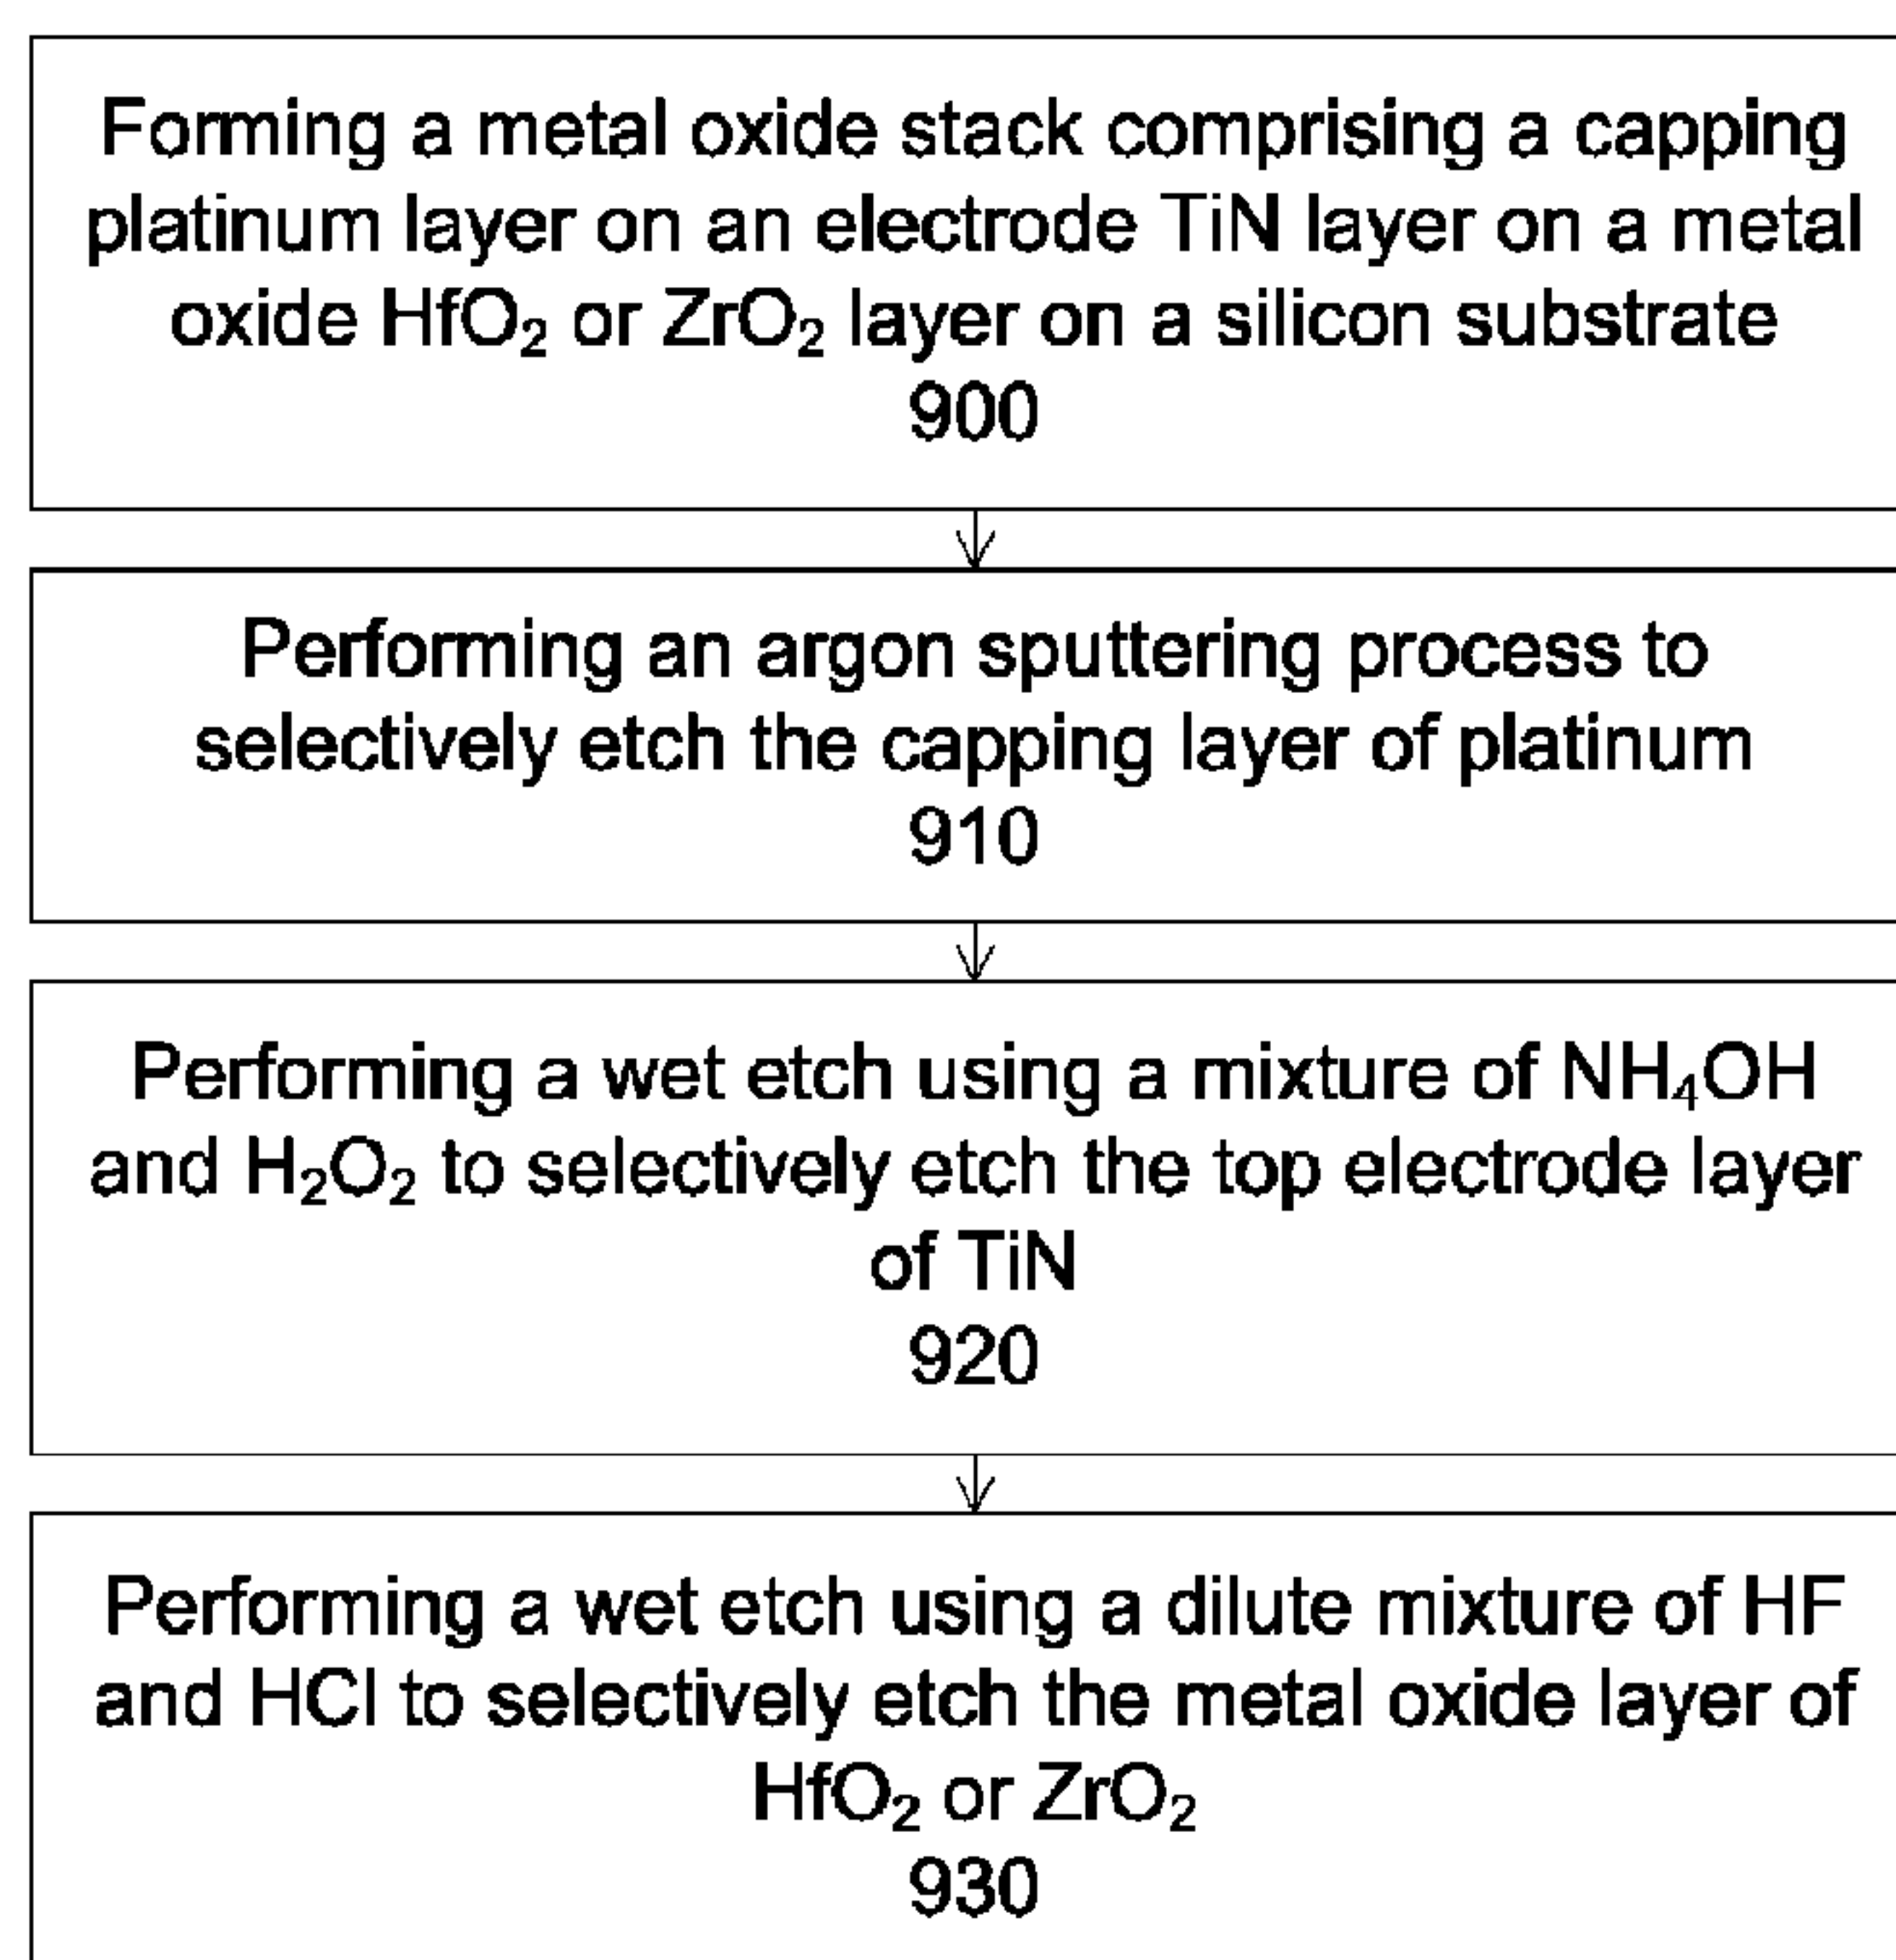 Forming a metal oxide stack comprising a capping
platinum layer on an electrode TiN layer on a metal
oxide HfO₂ or ZrO₂ layer on a silicon substrate
900
Performing an argon sputtering process to
selectively etch the capping layer of platinum
910
Performing a wet etch using a mixture of NH₄OH
and H₂O₂ to selectively etch the top electrode layer
of TiN
920
Performing a wet etch using a dilute mixture of HF
and HCl to selectively etch the metal oxide layer of
HfO₂ or ZrO₂
930